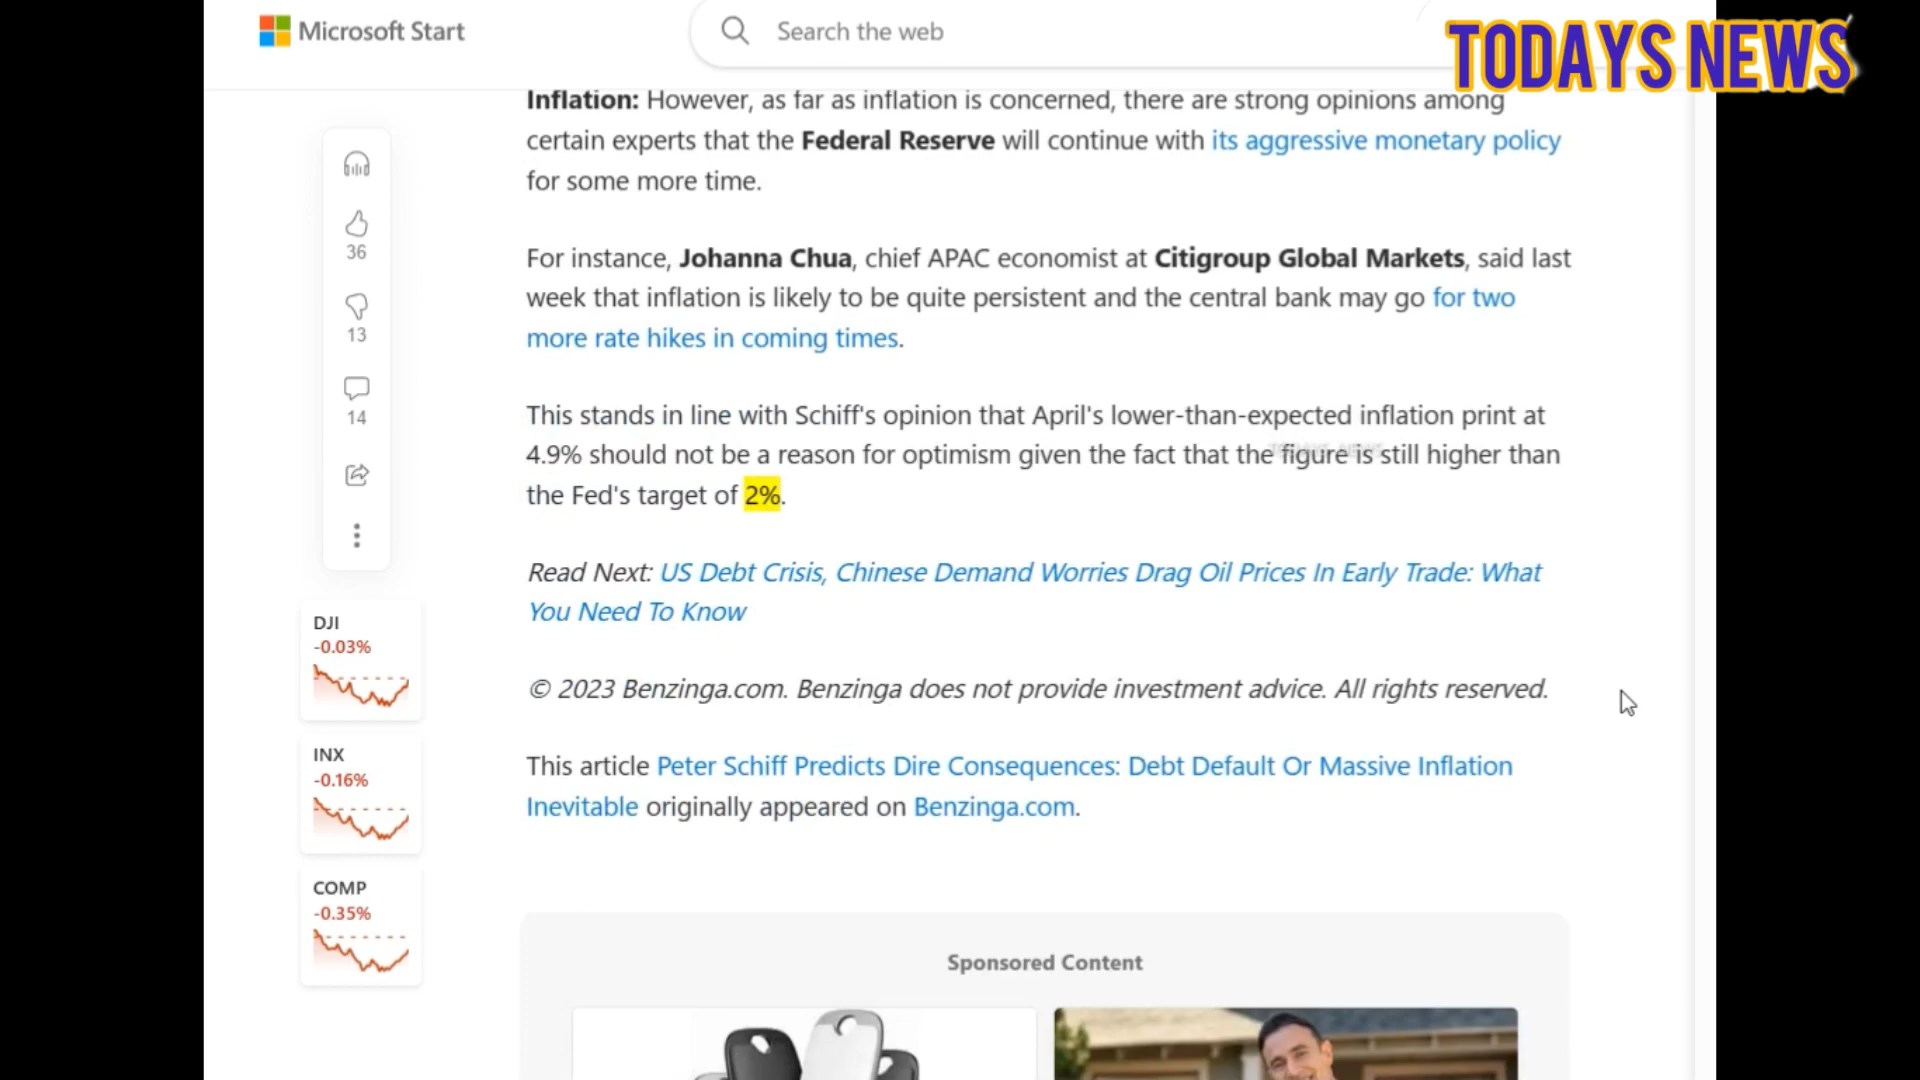 Microsoft Start
Search the web
TODAYS NEWS
Inflation: However, as far as inflation is concerned, there are strong opinions among
certain experts that the Federal Reserve will continue with its aggressive monetary policy
for some more time.
36
13
14
For instance, Johanna Chua, chief APAC economist at Citigroup Global Markets, said last
week that inflation is likely to be quite persistent and the central bank may go for two
more rate hikes in coming times.
This stands in line with Schiff's opinion that April's lower-than-expected inflation print at
4.9% should not be a reason for optimism given the fact that the figure is still higher than
the Fed's target of 2%.
Read Next: US Debt Crisis, Chinese Demand Worries Drag Oil Prices In Early Trade: What
You Need To Know
© 2023 Benzinga.com. Benzinga does not provide investment advice. All rights reserved.
This article Peter Schiff Predicts Dire Consequences: Debt Default Or Massive Inflation
Inevitable originally appeared on Benzinga.com.
DJI
-0.03%
INX
-0.16%
COMP
-0.35%
Sponsored Content